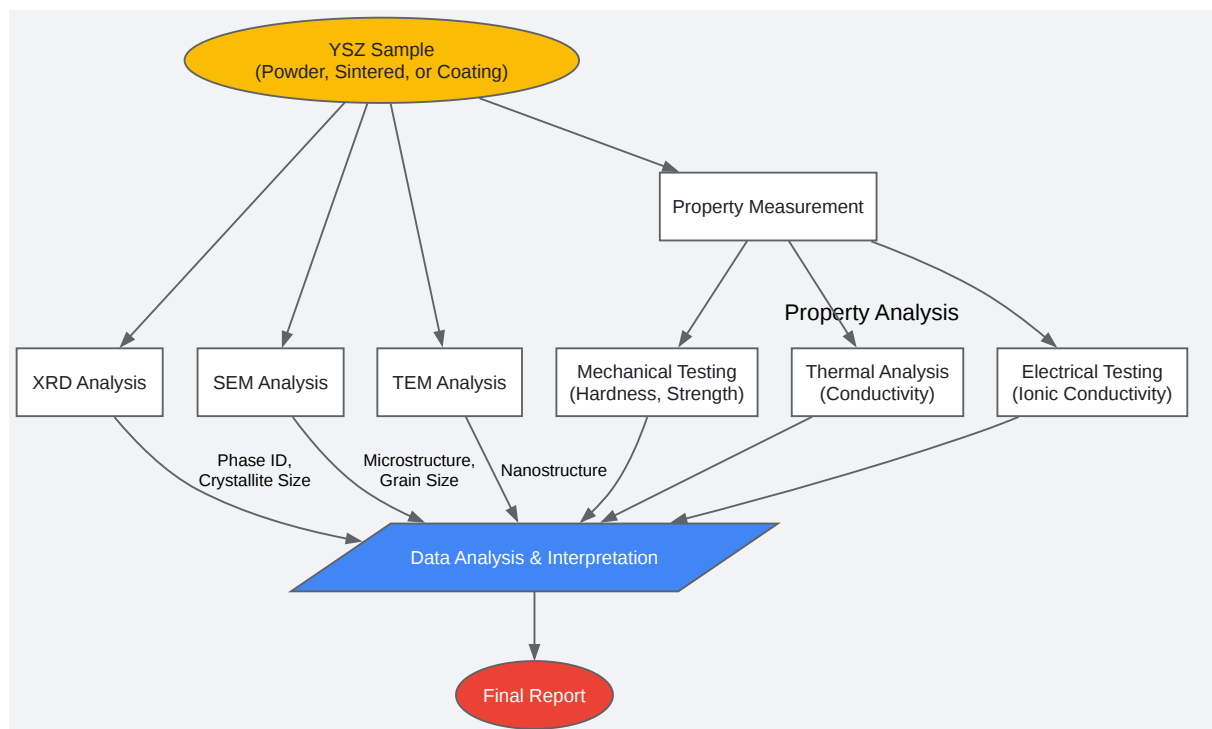 YSZ Sample
(Powder, Sintered, or Coating)
Property Measurement
Property Analysis
XRD Analysis
SEM Analysis
TEM Analysis
Mechanical Testing
(Hardness, Strength)
Thermal Analysis
(Conductivity)
Electrical Testing
(Ionic Conductivity)
Phase ID,
Crystallite Size
Microstructure,
Grain Size
Nanostructure
Data Analysis & Interpretation
Final Report